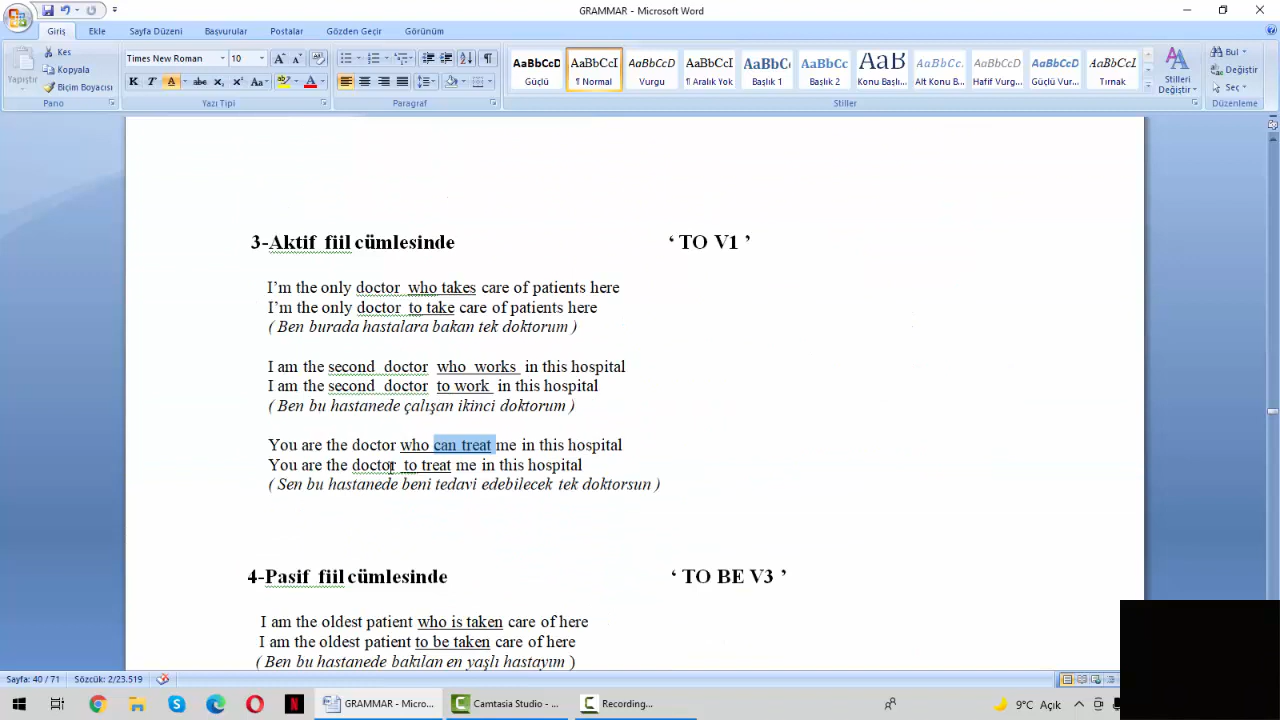 GRAMMAR - Microsoft Word
Giriş Ekle Sayfa Düzeni Başvurular Postalar Gözden Geçir Görünüm
Yapıştır
Kes
Kopyala
Biçim Boyacısı
Pano
Times New Roman 10
Yazı Tipi
Paragraf
AaBbCcD AaBbCcI AaBbCcD AaBbCcI AaBbC AaBbCc AaB AaBbCc. AaBbCcD AaBbCcD AaBbCcI
Güçlü ¶ Normal Vurgu ¶ Aralık Yok Başlık 1 Başlık 2 Konu Başlı... Alt Konu B... Hafif Vurg... Güçlü Vur... Tırnak
Stiller
Stilleri Değiştir
Bul
Değiştir
Seç
Düzenleme
3-Aktif fiil cümlesinde ‘ TO V1 ’
I’m the only doctor who takes care of patients here
I’m the only doctor to take care of patients here
( Ben burada hastalara bakan tek doktorum )
I am the second doctor who works in this hospital
I am the second doctor to work in this hospital
( Ben bu hastanede çalışan ikinci doktorum )
You are the doctor who can treat me in this hospital
You are the doctor to treat me in this hospital
( Sen bu hastanede beni tedavi edebilecek tek doktorsun )
4-Pasif fiil cümlesinde ‘ TO BE V3 ’
I am the oldest patient who is taken care of here
I am the oldest patient to be taken care of here
( Ben bu hastanede bakılan en yaşlı hastayım )
Sayfa: 40 / 71 Sözcük: 2/23.519
GRAMMAR - Micro... Camtasia Studio - ... Recording... 9°C Açık